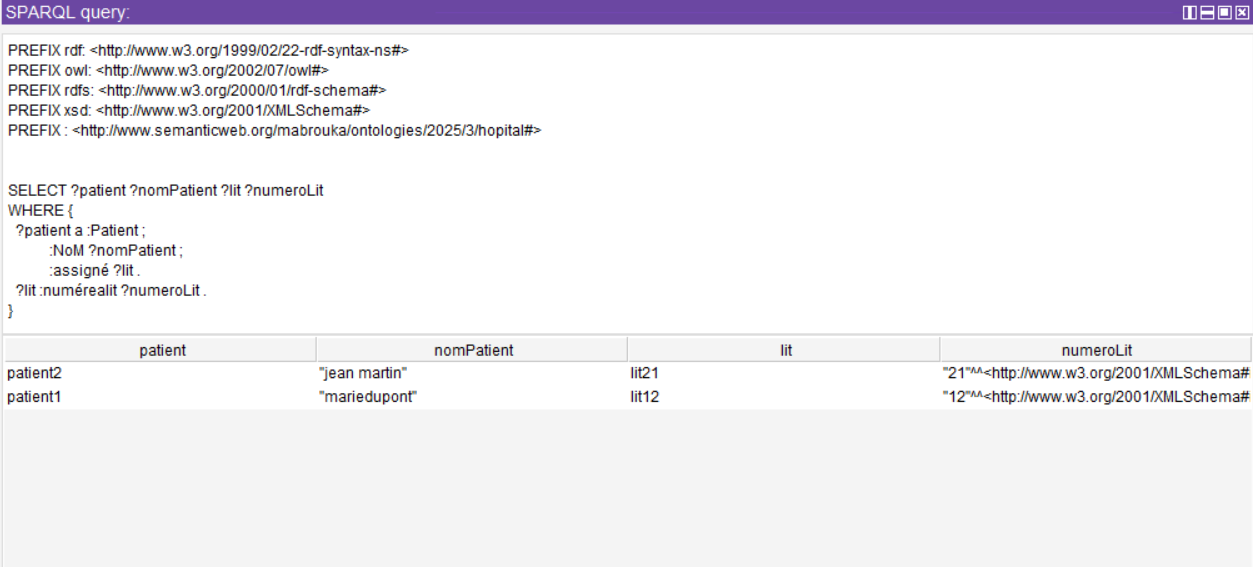 SPARQL query:
PREFIX rdf: <http://www.w3.org/1999/02/22-rdf-syntax-ns#>
PREFIX owl: <http://www.w3.org/2002/07/owl#>
PREFIX rdfs: <http://www.w3.org/2000/01/rdf-schema#>
PREFIX xsd: <http://www.w3.org/2001/XMLSchema#>
PREFIX : <http://www.semanticweb.org/mabrouka/ontologies/2025/3/hopital#>
SELECT ?patient ?nomPatient ?lit ?numeroLit
WHERE {
?patient a :Patient ;
:NoM ?nomPatient ;
:assigné ?lit .
?lit :numérealit ?numeroLit .
}
patient nomPatient lit numeroLit
patient2 "jean martin" lit21 "21"^^<http://www.w3.org/2001/XMLSchema#
patient1 "mariedupont" lit12 "12"^^<http://www.w3.org/2001/XMLSchema#